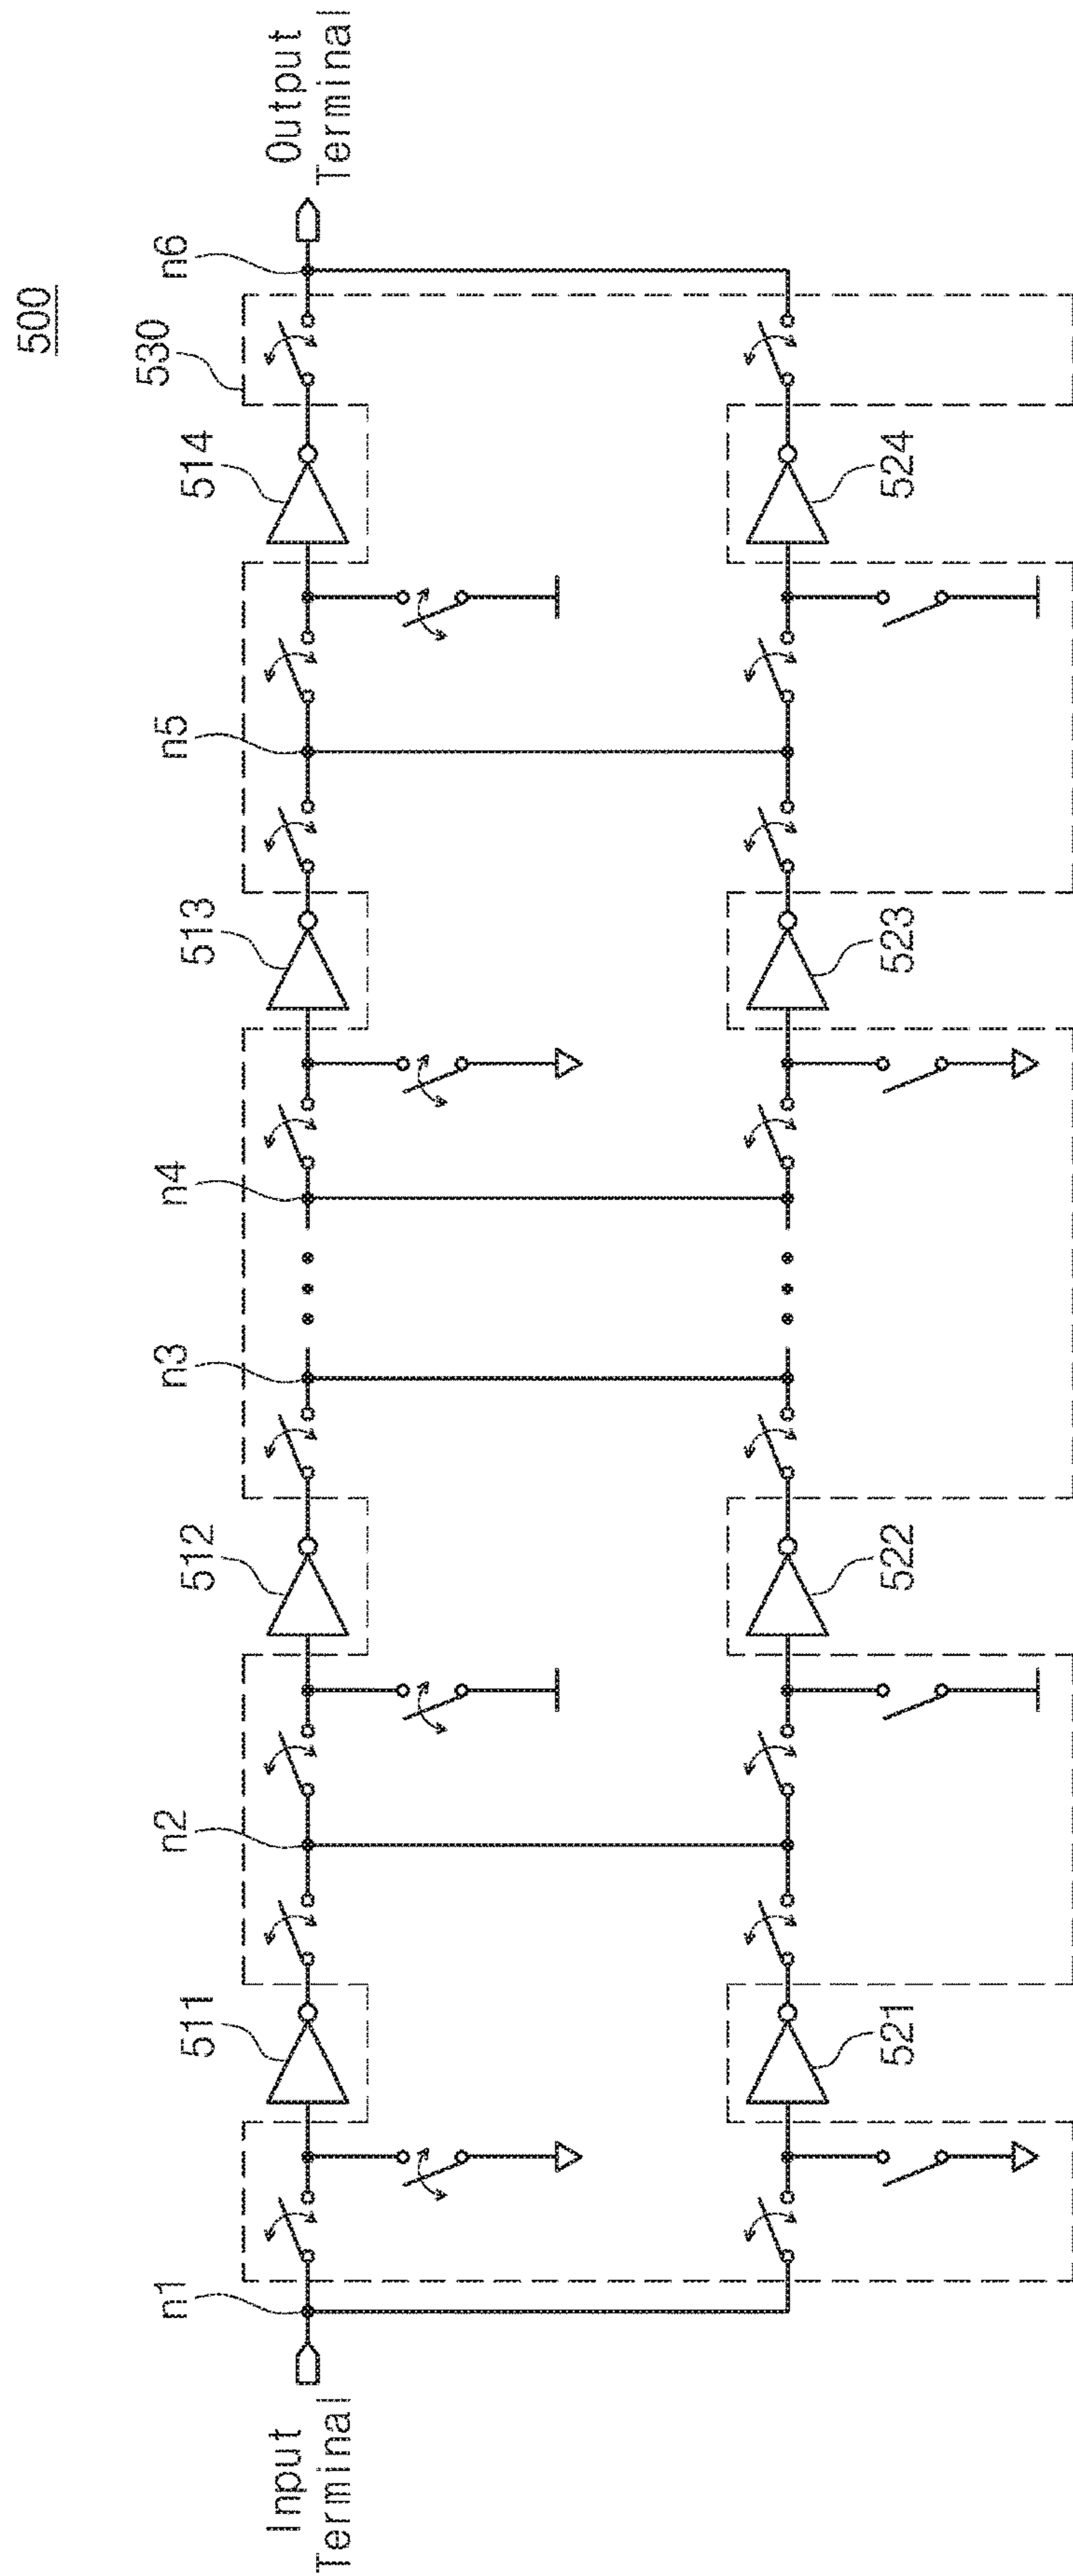 500
Input
Terminal
n1
511
n2
512
n3
n4
513
n5
514
530
n6
Output
Terminal
521
522
523
524